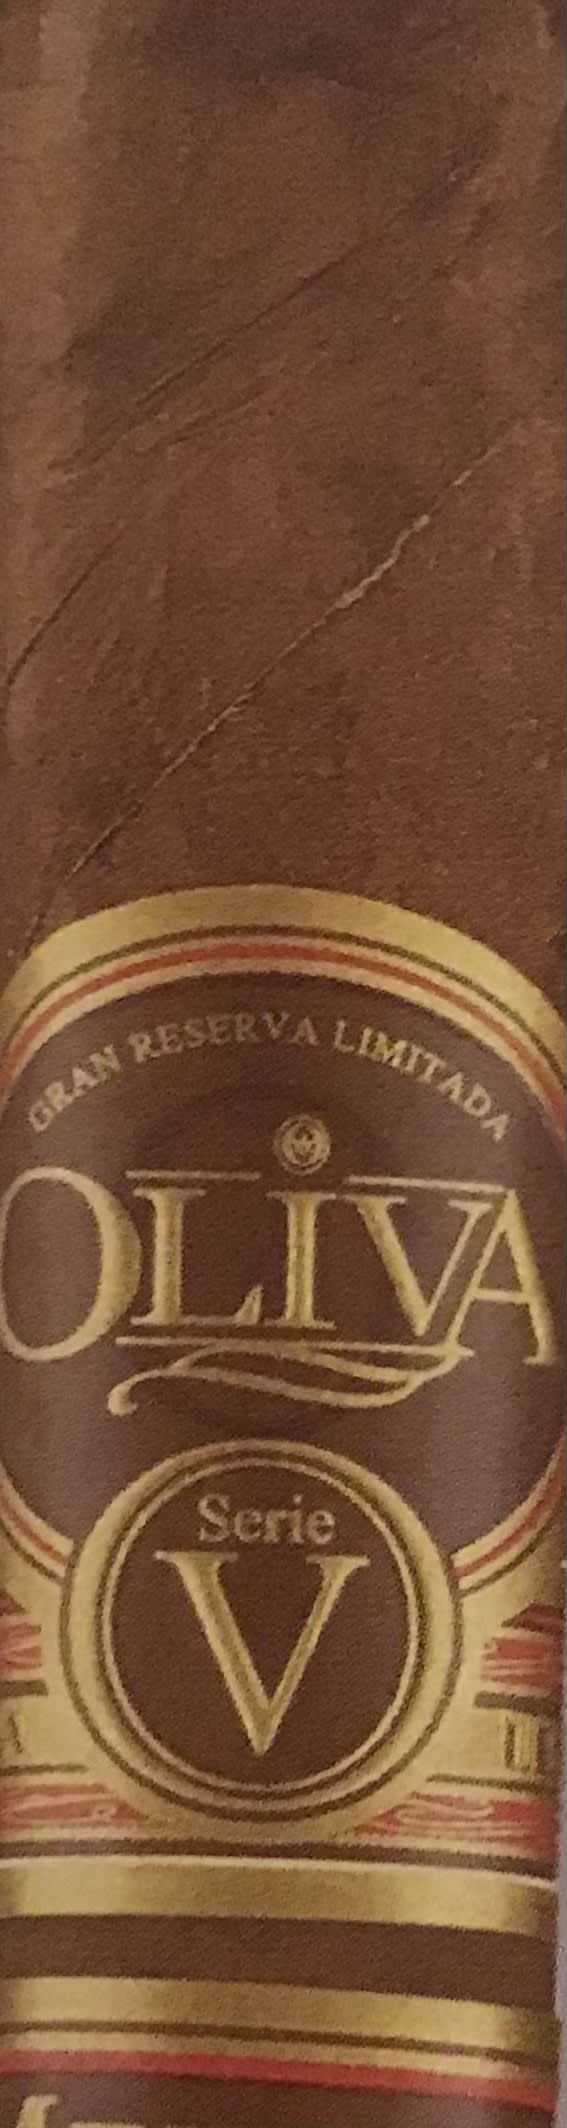 GRAN RESERVA LIMITADA
OLiVA
Serie
V